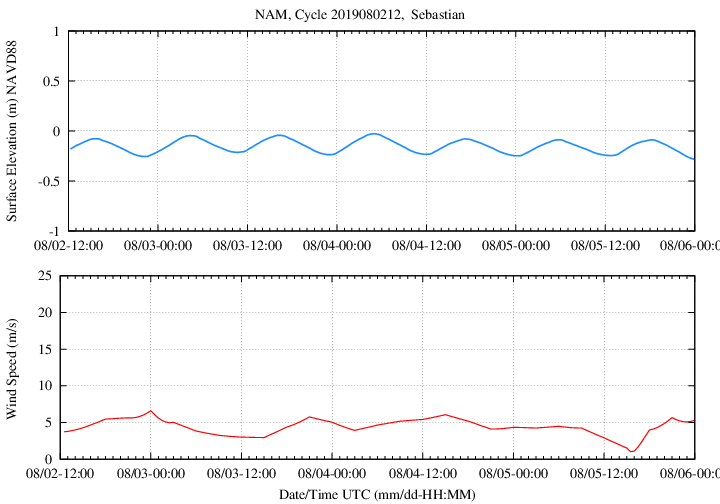 NAM, Cycle 2019080212, Sebastian
Surface Elevation (m) NAVD88
1
0.5
0
-0.5
-1
08/02-12:00 08/03-00:00 08/03-12:00 08/04-00:00 08/04-12:00 08/05-00:00 08/05-12:00 08/06-00:0
Wind Speed (m/s)
25
20
15
10
5
0
08/02-12:00 08/03-00:00 08/03-12:00 08/04-00:00 08/04-12:00 08/05-00:00 08/05-12:00 08/06-00:0
Date/Time UTC (mm/dd-HH:MM)